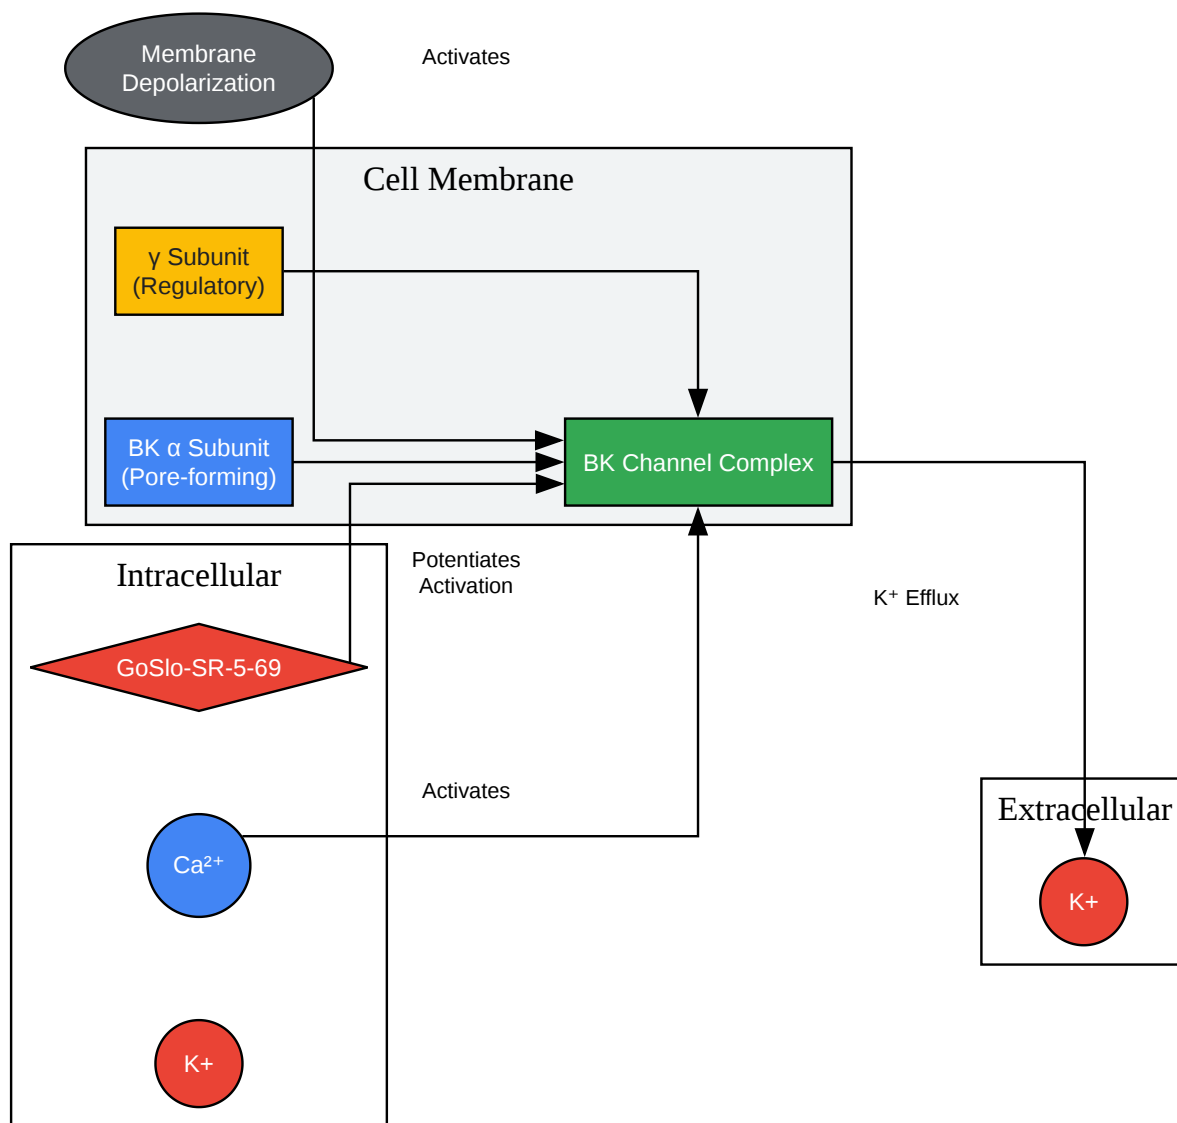 Membrane
Depolarization
Activates
Cell Membrane
γ Subunit
(Regulatory)
BK α Subunit
(Pore-forming)
BK Channel Complex
Intracellular
Potentiates
Activation
K⁺ Efflux
GoSlo-SR-5-69
Activates
Extracellular
Ca²⁺
K+
K+